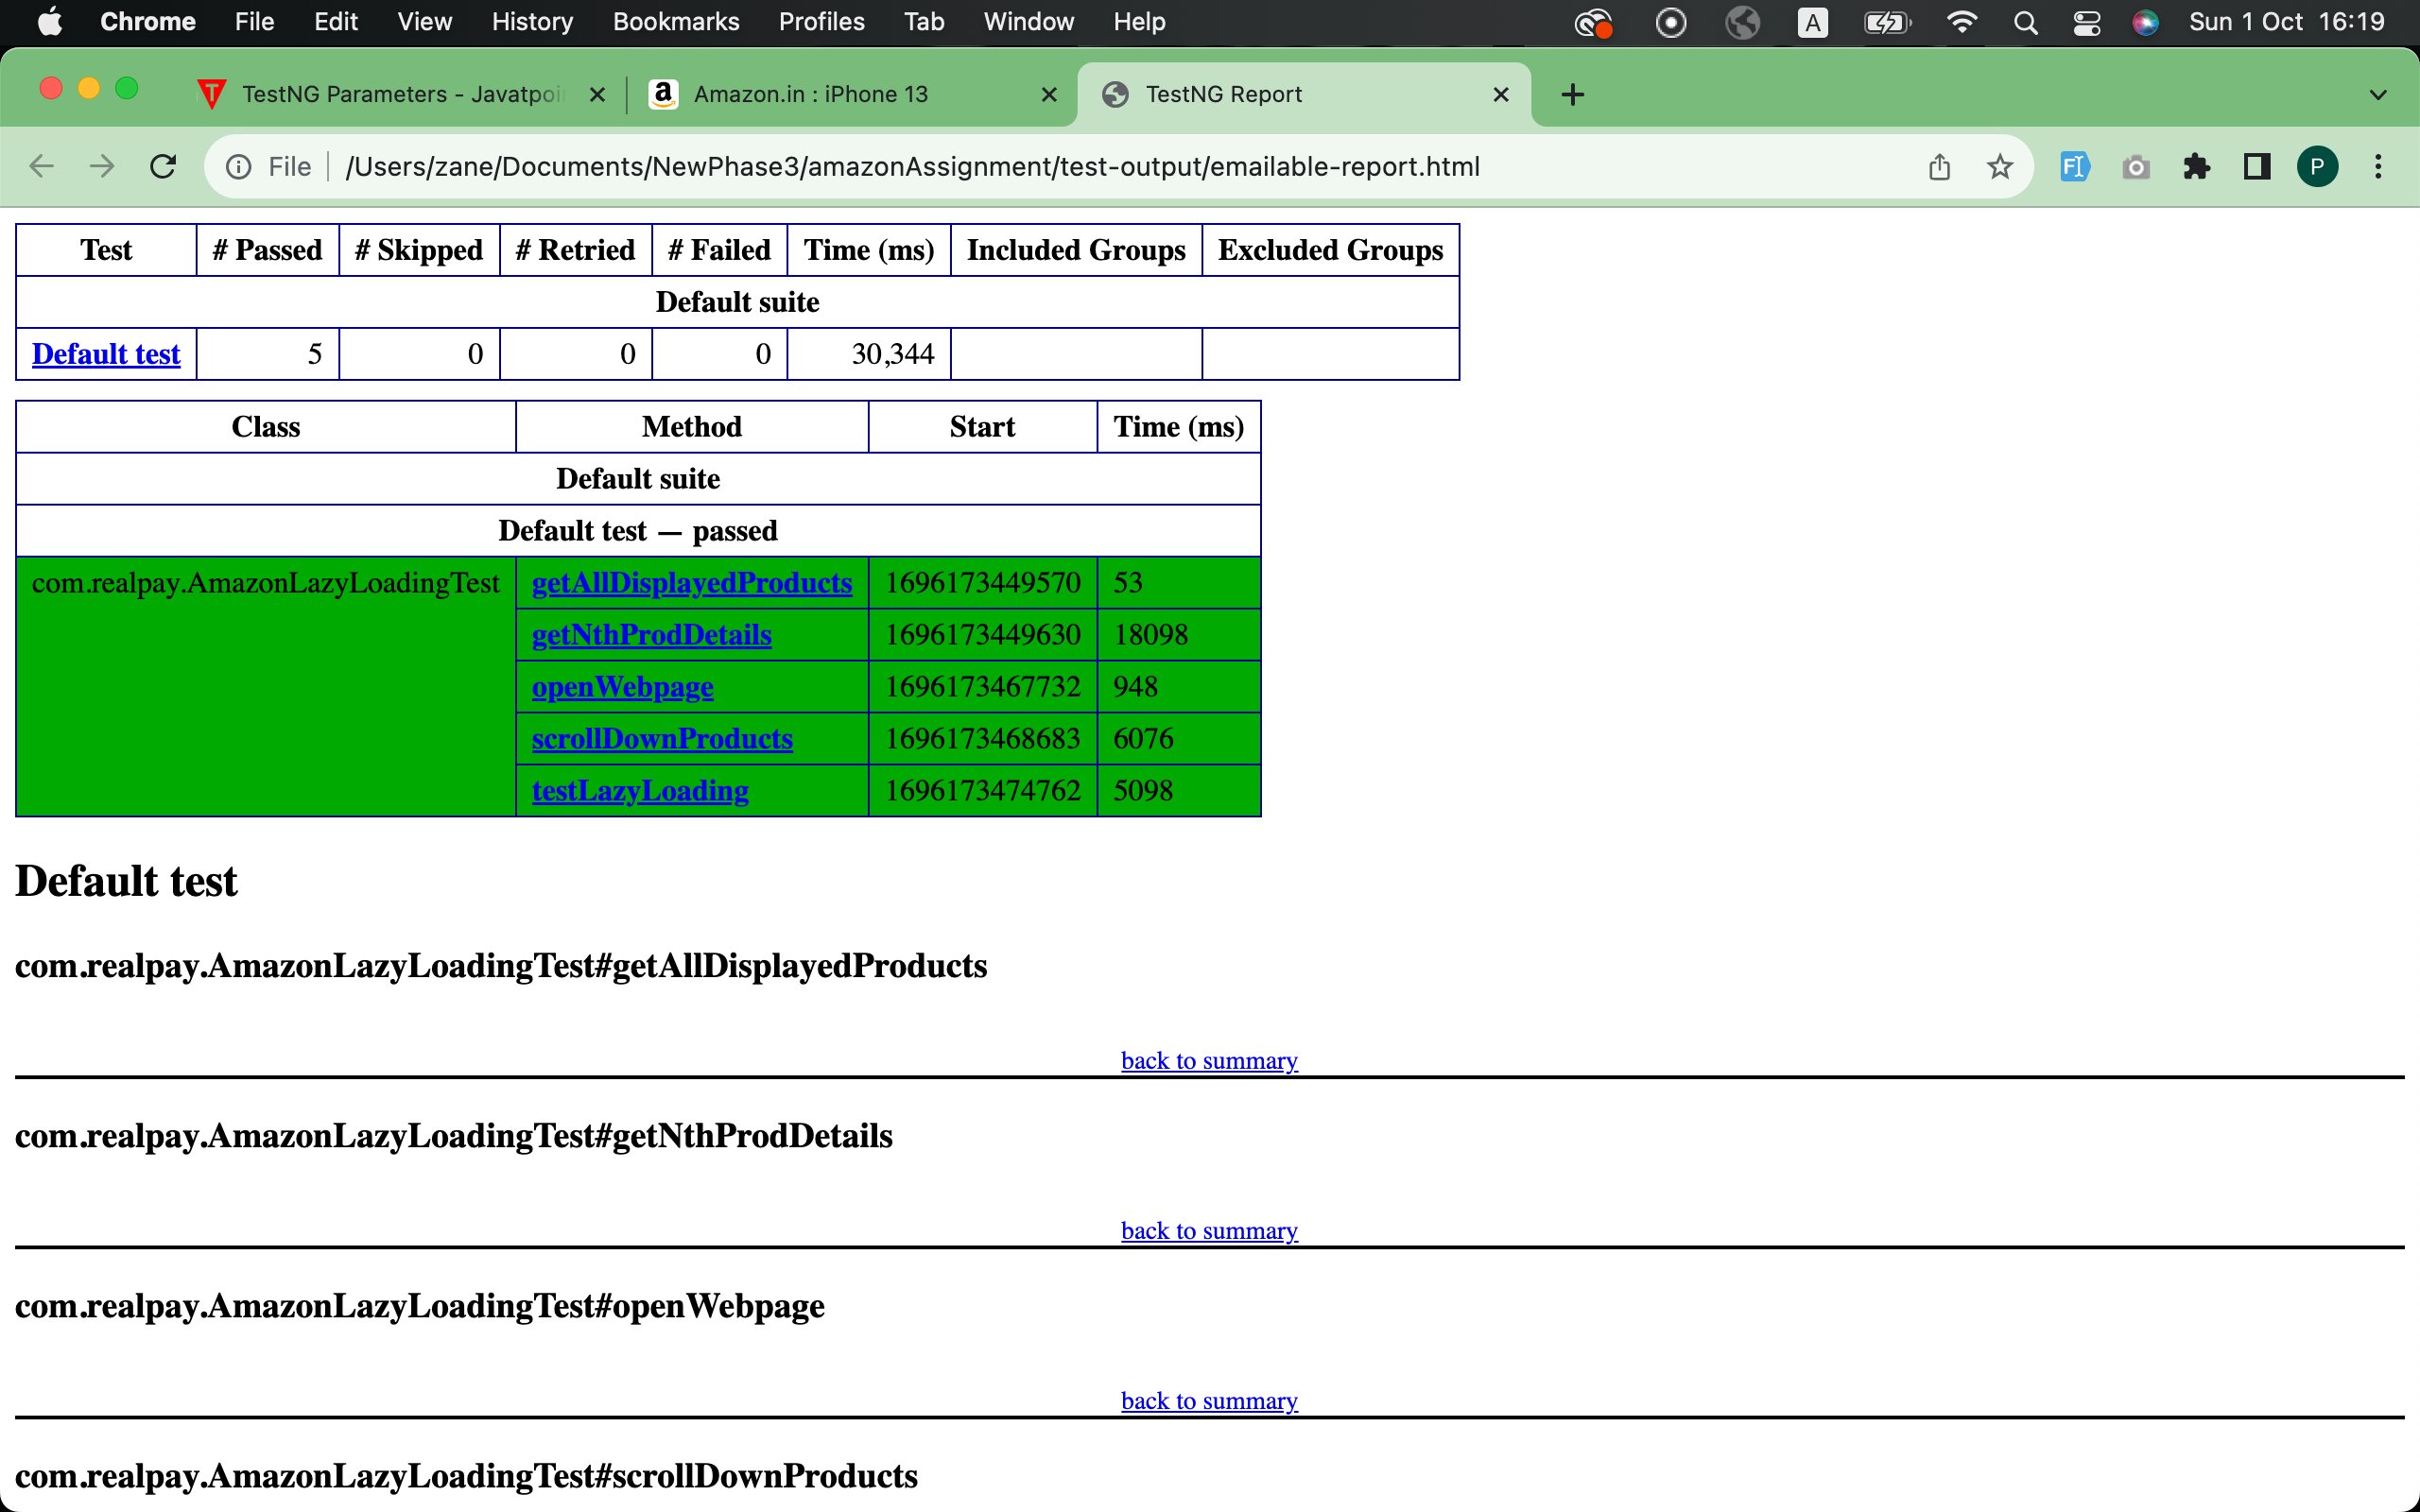 Chrome File Edit View History Bookmarks Profiles Tab Window Help A Sun 1 Oct 16:19
TestNG Parameters - Javatpoi Amazon.in : iPhone 13 TestNG Report
File /Users/zane/Documents/NewPhase3/amazonAssignment/test-output/emailable-report.html P
Test # Passed # Skipped # Retried # Failed Time (ms) Included Groups Excluded Groups
Default suite
Default test 5 0 0 0 30,344
Class Method Start Time (ms)
Default suite
Default test — passed
com.realpay.AmazonLazyLoadingTest getAllDisplayedProducts 1696173449570 53
getNthProdDetails 1696173449630 18098
openWebpage 1696173467732 948
scrollDownProducts 1696173468683 6076
testLazyLoading 1696173474762 5098
Default test
com.realpay.AmazonLazyLoadingTest#getAllDisplayedProducts
back to summary
com.realpay.AmazonLazyLoadingTest#getNthProdDetails
back to summary
com.realpay.AmazonLazyLoadingTest#openWebpage
back to summary
com.realpay.AmazonLazyLoadingTest#scrollDownProducts